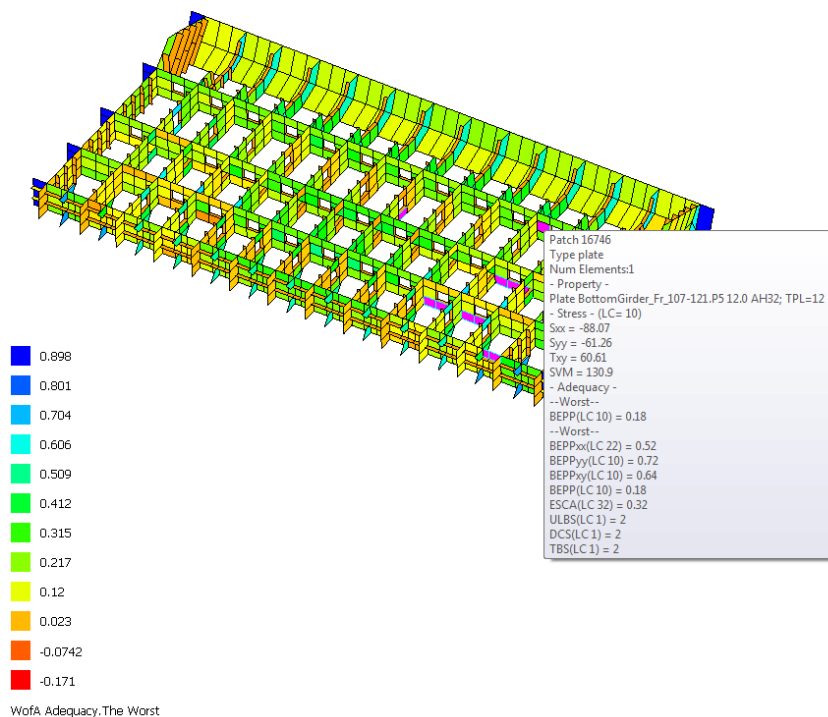 Patch 16746
Type plate
Num Elements:1
- Property -
Plate BottomGirder_Fr_107-121.P5 12.0 AH32; TPL=12
- Stress - (LC= 10)
Sxx = -88.07
Syy = -61.26
Txy = 60.61
SVM = 130.9
- Adequacy -
--Worst--
BEPP(LC 10) = 0.18
--Worst--
BEPPxx(LC 22) = 0.52
BEPPyy(LC 10) = 0.72
BEPPxy(LC 10) = 0.64
BEPP(LC 10) = 0.18
ESCA(LC 32) = 0.32
ULBS(LC 1) = 2
DCS(LC 1) = 2
TBS(LC 1) = 2
0.898
0.801
0.704
0.606
0.509
0.412
0.315
0.217
0.12
0.023
-0.0742
-0.171
WofA Adequacy.The Worst